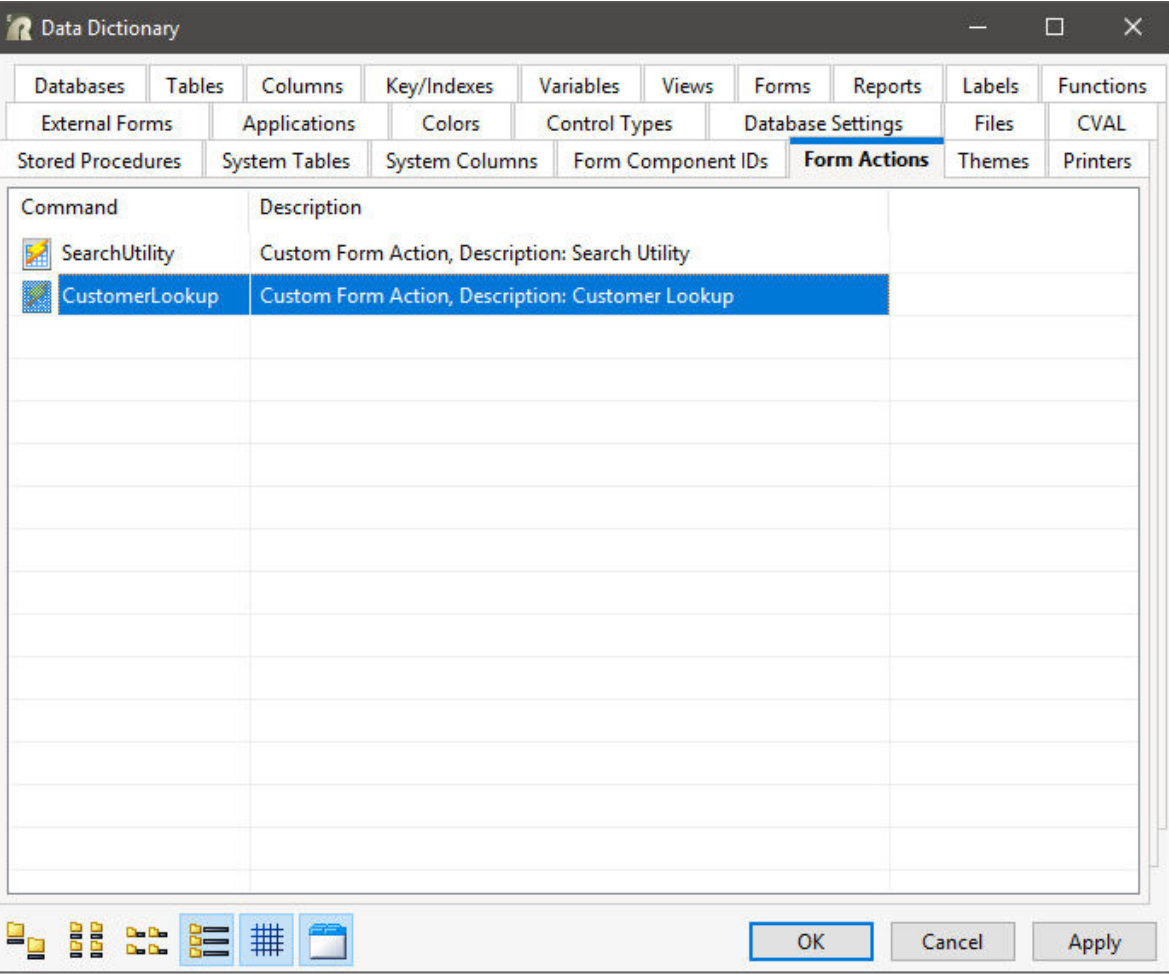 Data Dictionary
Databases Tables Columns Key/Indexes Variables Views Forms Reports Labels Functions
External Forms Applications Colors Control Types Database Settings Files CVAL
Stored Procedures System Tables System Columns Form Component IDs Form Actions Themes Printers
Command Description
SearchUtility Custom Form Action, Description: Search Utility
CustomerLookup Custom Form Action, Description: Customer Lookup
OK Cancel Apply